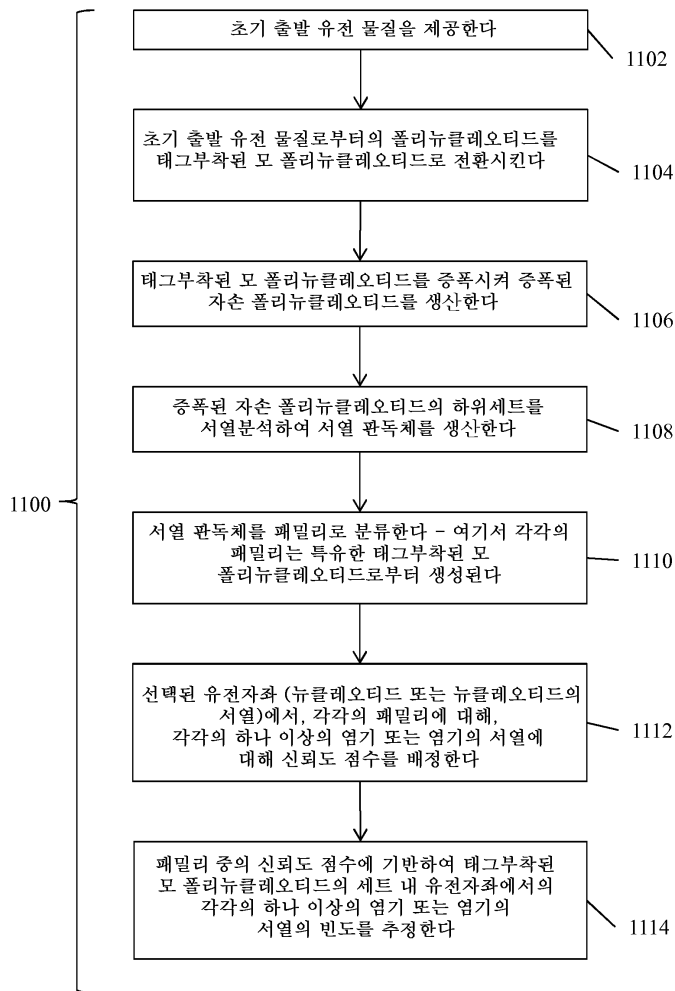 초기 출발 유전 물질을 제공한다
1102
초기 출발 유전 물질로부터의 폴리뉴클레오티드를
태그부착된 모 폴리뉴클레오티드로 전환시킨다
1104
태그부착된 모 폴리뉴클레오티드를 증폭시켜 증폭된
자손 폴리뉴클레오티드를 생산한다
1106
증폭된 자손 폴리뉴클레오티드의 하위세트를
서열분석하여 서열 판독체를 생산한다
1108
1100
서열 판독체를 패밀리로 분류한다 – 여기서 각각의
패밀리는 특유한 태그부착된 모
폴리뉴클레오티드로부터 생성된다
1110
선택된 유전자좌 (뉴클레오티드 또는 뉴클레오티드의
서열)에서, 각각의 패밀리에 대해,
각각의 하나 이상의 염기 또는 염기의 서열에
대해 신뢰도 점수를 배정한다
1112
패밀리 중의 신뢰도 점수에 기반하여 태그부착된
모 폴리뉴클레오티드의 세트 내 유전자좌에서의
각각의 하나 이상의 염기 또는 염기의
서열의 빈도를 추정한다
1114